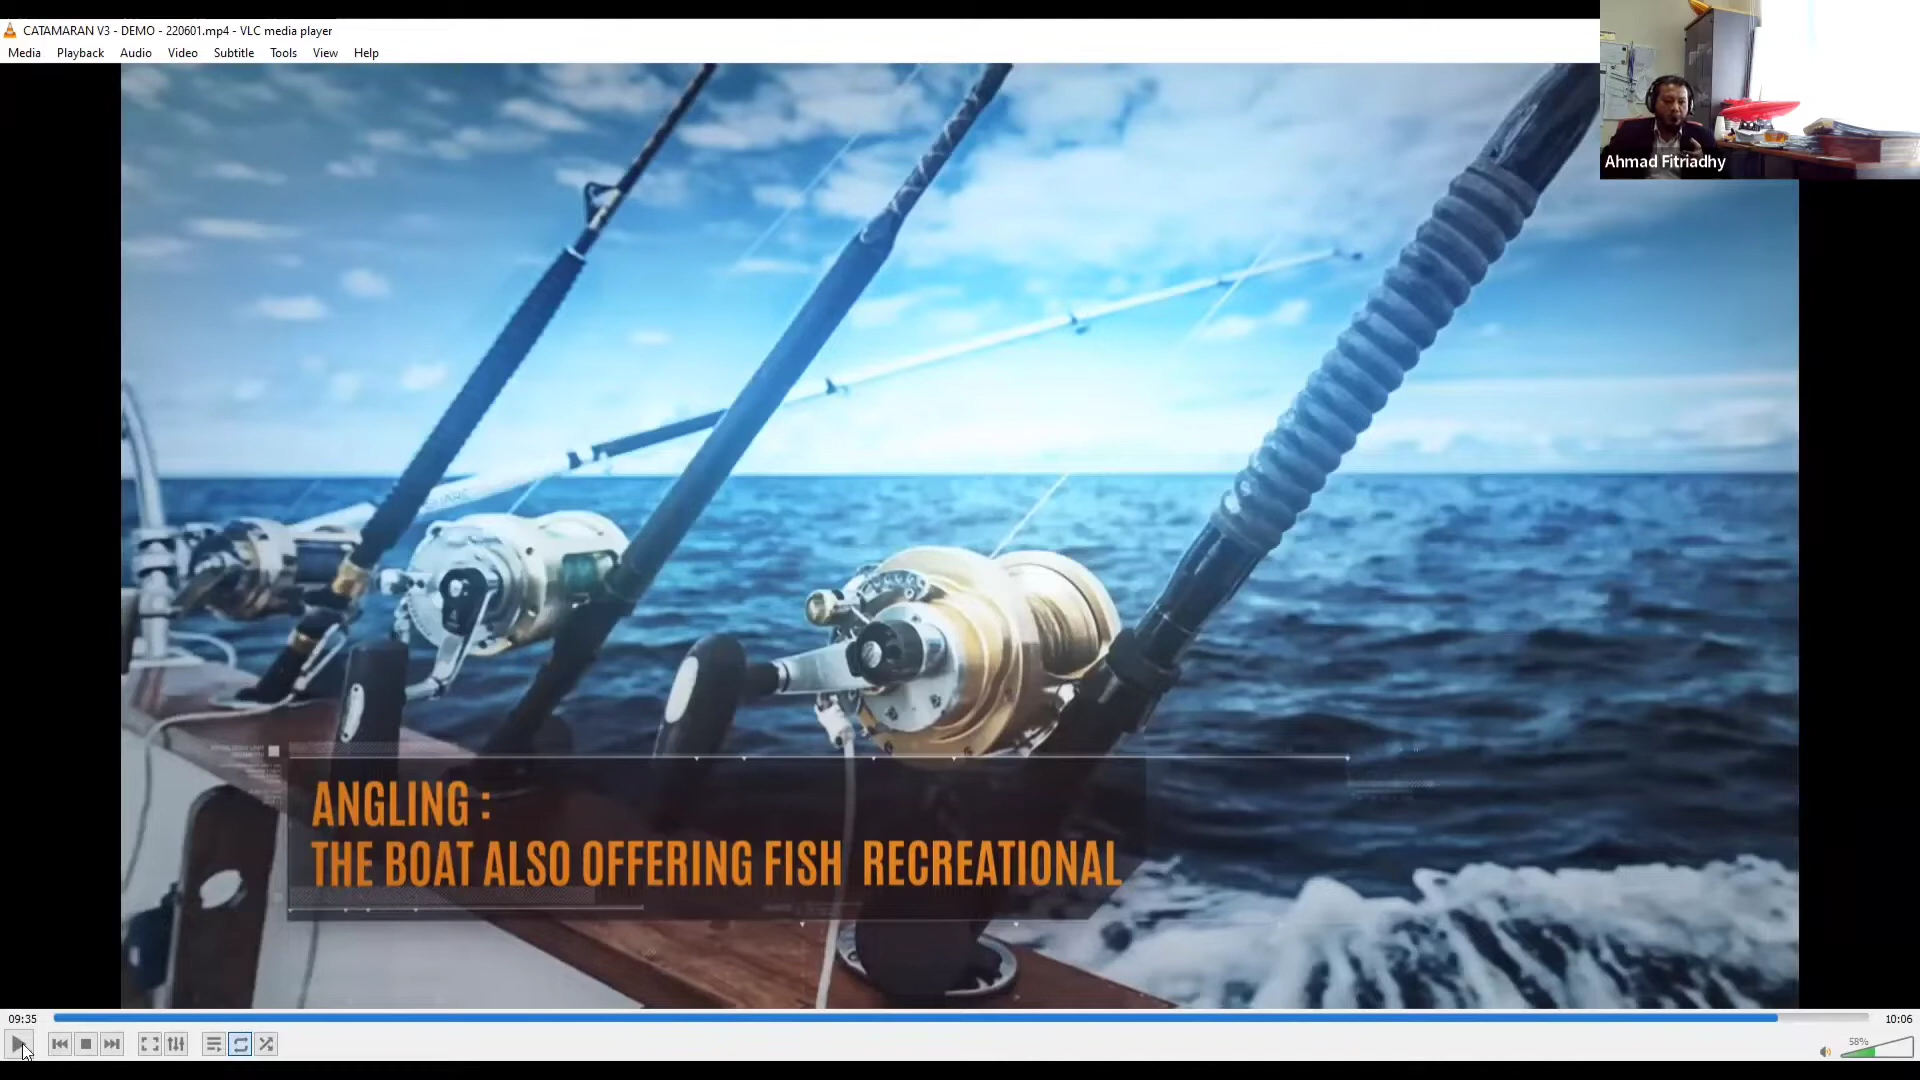 CATAMARAN V3 - DEMO - 220601.mp4 - VLC media player
Media Playback Audio Video Subtitle Tools View Help
Ahmad Fitriadhy
ANGLING :
THE BOAT ALSO OFFERING FISH RECREATIONAL
09:35
10:06
58%